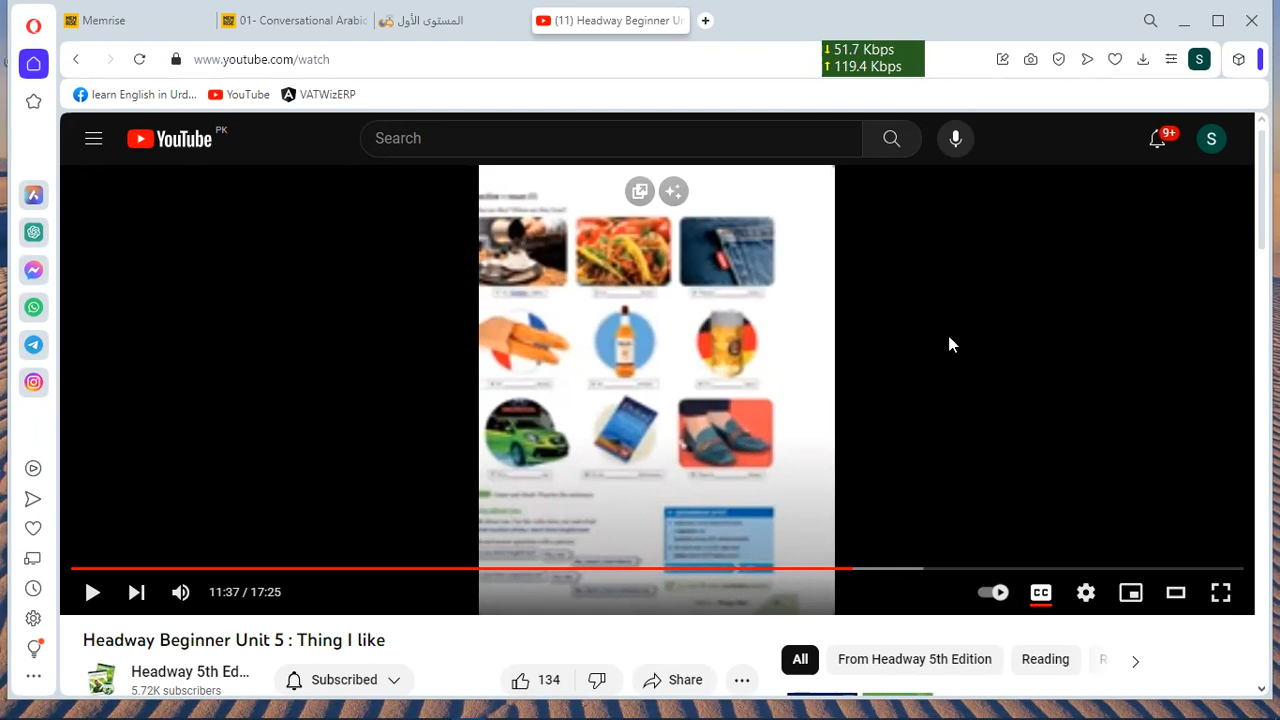 Memrise
01- Conversational Arabic
المستوى الأول
(11) Headway Beginner Un
www.youtube.com/watch
51.7 Kbps
119.4 Kbps
S
learn English in Urd...
YouTube
VATWizERP
YouTube PK
Search
9+
S
11:37 / 17:25
CC
Headway Beginner Unit 5 : Thing I like
Headway 5th Ed...
5.72K subscribers
Subscribed
134
Share
All
From Headway 5th Edition
Reading